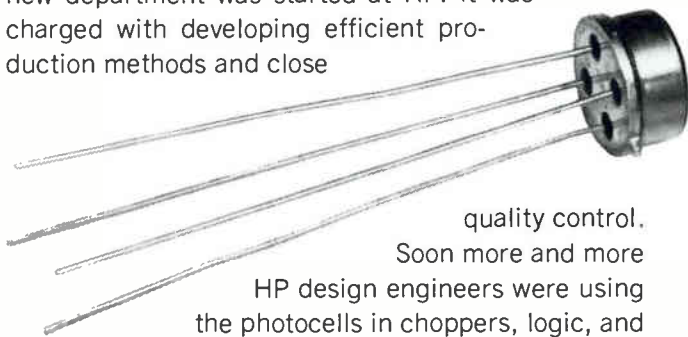 new department was started at HP. It was
charged with developing efficient pro-
duction methods and close
quality control.
Soon more and more
HP design engineers were using
the photocells in choppers, logic, and